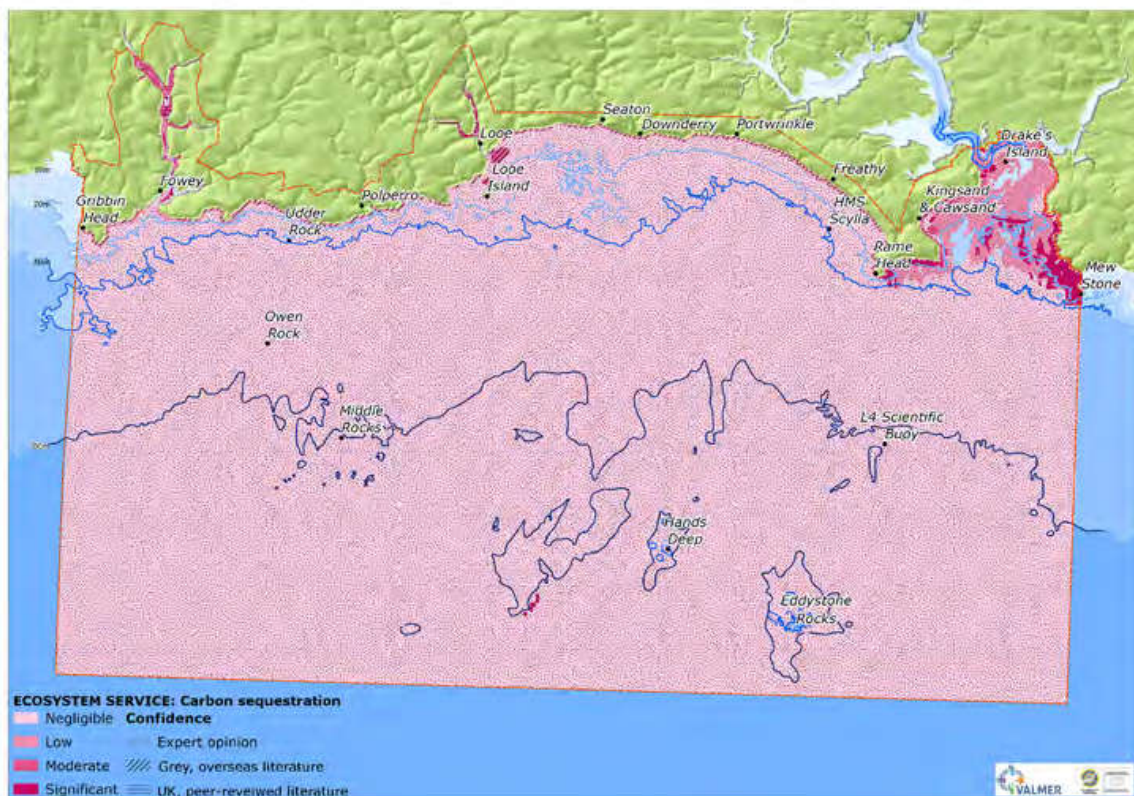 Seaton
Downderry
Portwrinkle
Looe
Drake's
Island
Looe
Island
Freathy
Fowey
Kingsand
& Cawsand
Gribbin
Head
Polperro
HMS
Scylla
Udder
Rock
Rame
Head
Mew
Stone
Owen
Rock
Middle
Rocks
L4 Scientific
Buoy
Hands
Deep
Eddystone
Rocks
ECOSYSTEM SERVICE: Carbon sequestration
Negligible Confidence
Low Expert opinion
Moderate Grey, overseas literature
Significant UK, peer-reveijwed literature
VALMER